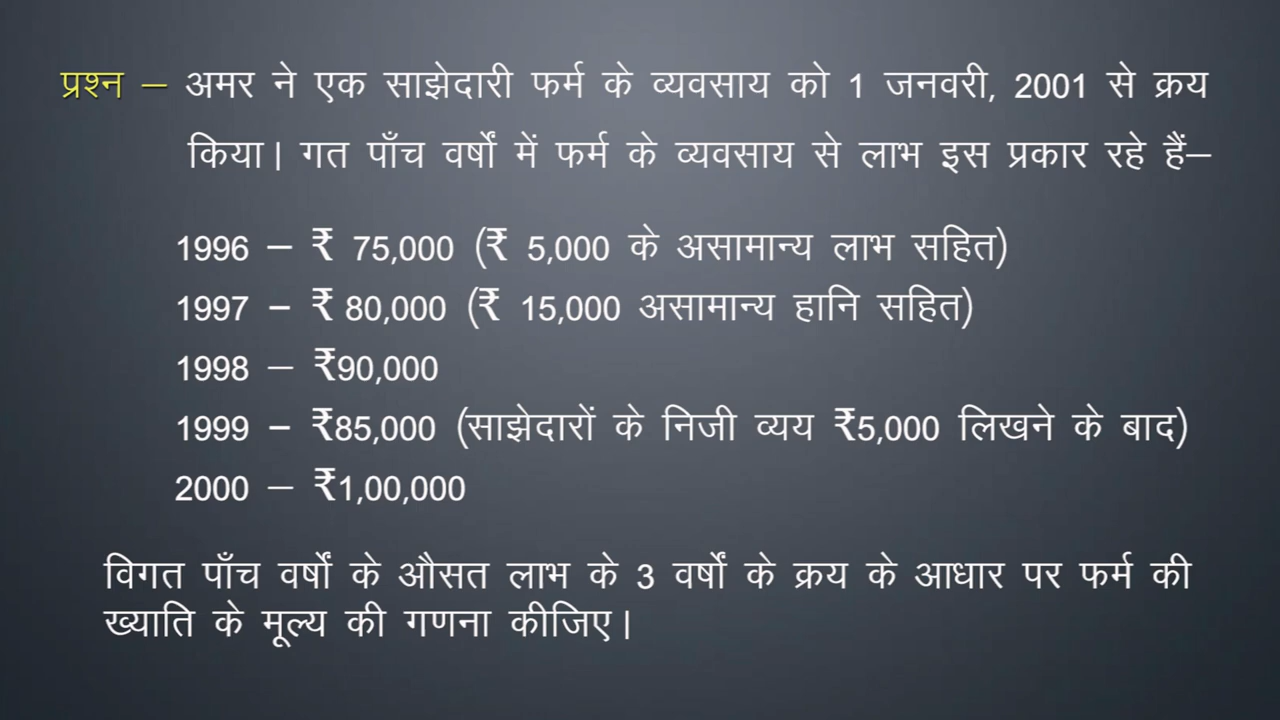 प्रश्न – अमर ने एक साझेदारी फर्म के व्यवसाय को 1 जनवरी, 2001 से क्रय
किया। गत पाँच वर्षों में फर्म के व्यवसाय से लाभ इस प्रकार रहे हैं–
1996 – ₹ 75,000 (₹ 5,000 के असामान्य लाभ सहित)
1997 – ₹ 80,000 (₹ 15,000 असामान्य हानि सहित)
1998 – ₹90,000
1999 – ₹85,000 (साझेदारों के निजी व्यय ₹5,000 लिखने के बाद)
2000 – ₹1,00,000
विगत पाँच वर्षों के औसत लाभ के 3 वर्षों के क्रय के आधार पर फर्म की
ख्याति के मूल्य की गणना कीजिए।